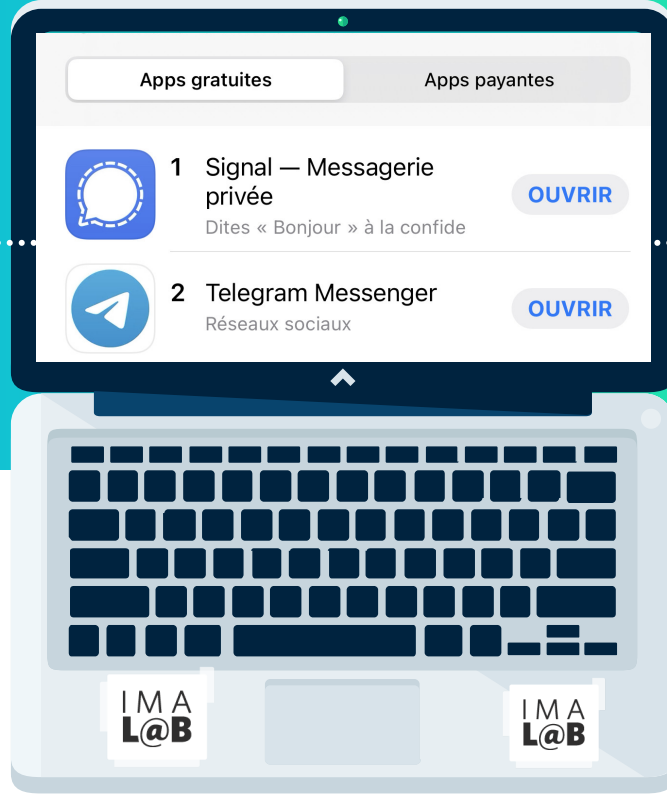 Apps gratuites
Apps payantes
1 Signal — Messagerie
privée
Dites « Bonjour » à la confide
OUVRIR
2 Telegram Messenger
Réseaux sociaux
OUVRIR
IMA
L@B
IMA
L@B